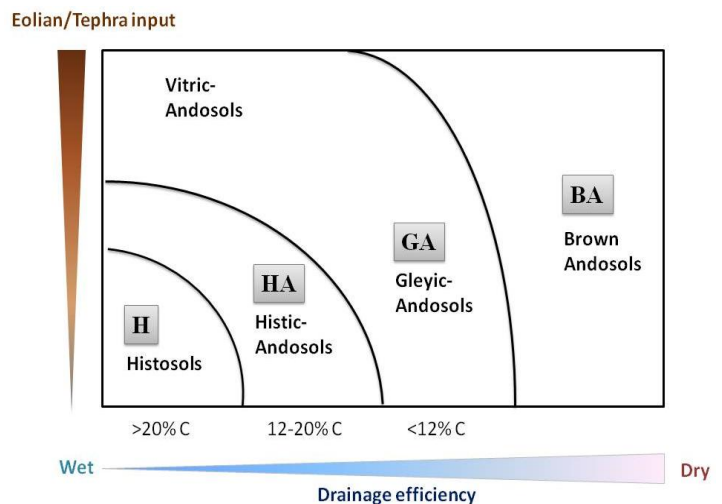 Eolian/Tephra input
Vitric-
Andosols
BA
Brown
Andosols
GA
Gleyic-
Andosols
HA
Histic-
Andosols
H
Histosols
>20% C
12-20% C
<12% C
Wet
Dry
Drainage efficiency